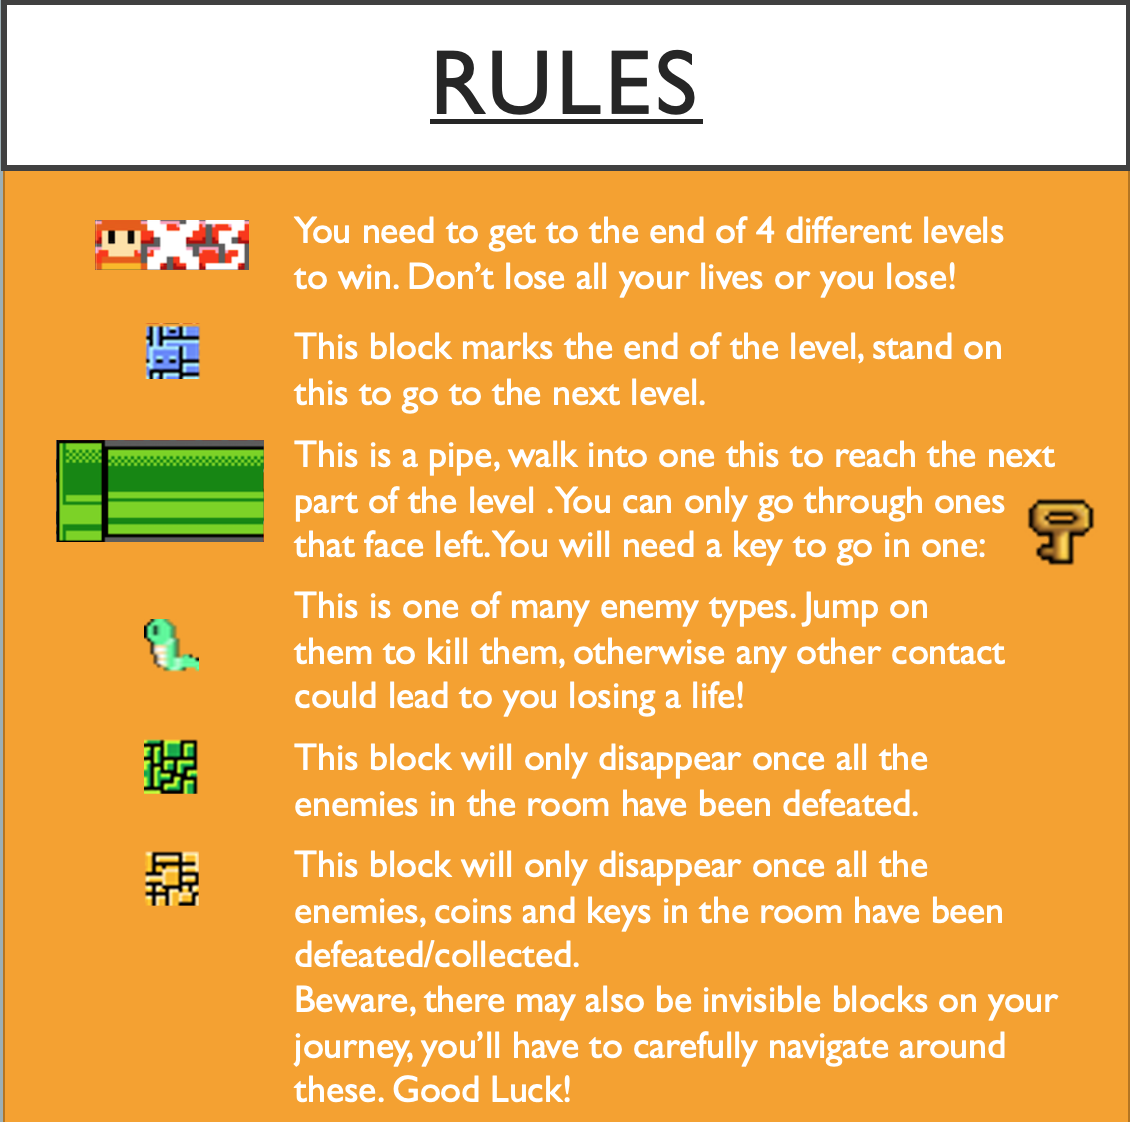 RULES
You need to get to the end of 4 different levels
to win. Don't lose all your lives or you lose!
This block marks the end of the level, stand on
this to go to the next level.
This is a pipe, walk into one this to reach the next
part of the level .You can only go through ones
that face left.You will need a key to go in one:
This is one of many enemy types. Jump on
them to kill them, otherwise any other contact
could lead to you losing a life!
This block will only disappear once all the
enemies in the room have been defeated.
This block will only disappear once all the
enemies, coins and keys in the room have been
defeated/collected.
Beware, there may also be invisible blocks on your
journey, you'll have to carefully navigate around
these. Good Luck!